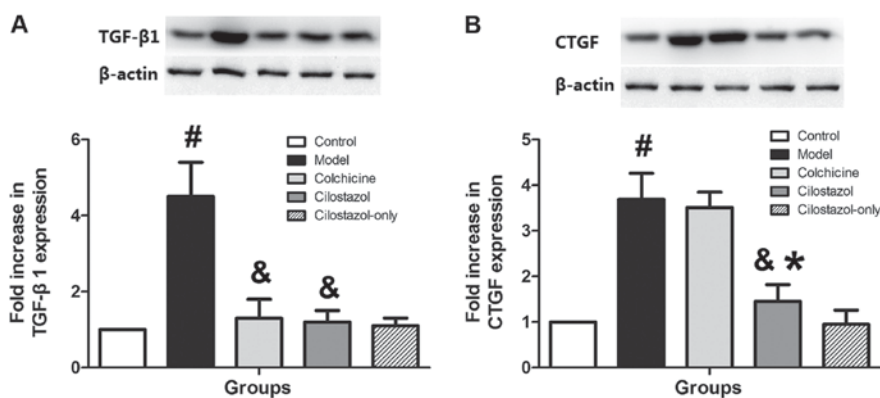 A
TGF-β1
β-actin
Fold increase in
TGF-β 1 expression
6
4
2
0
#
&
&
Control
Model
Colchicine
Cilostazol
Cilostazol-only
Groups
B
CTGF
β-actin
Fold increase in
CTGF expression
5
4
3
2
1
0
#
& *
Control
Model
Colchicine
Cilostazol
Cilostazol-only
Groups